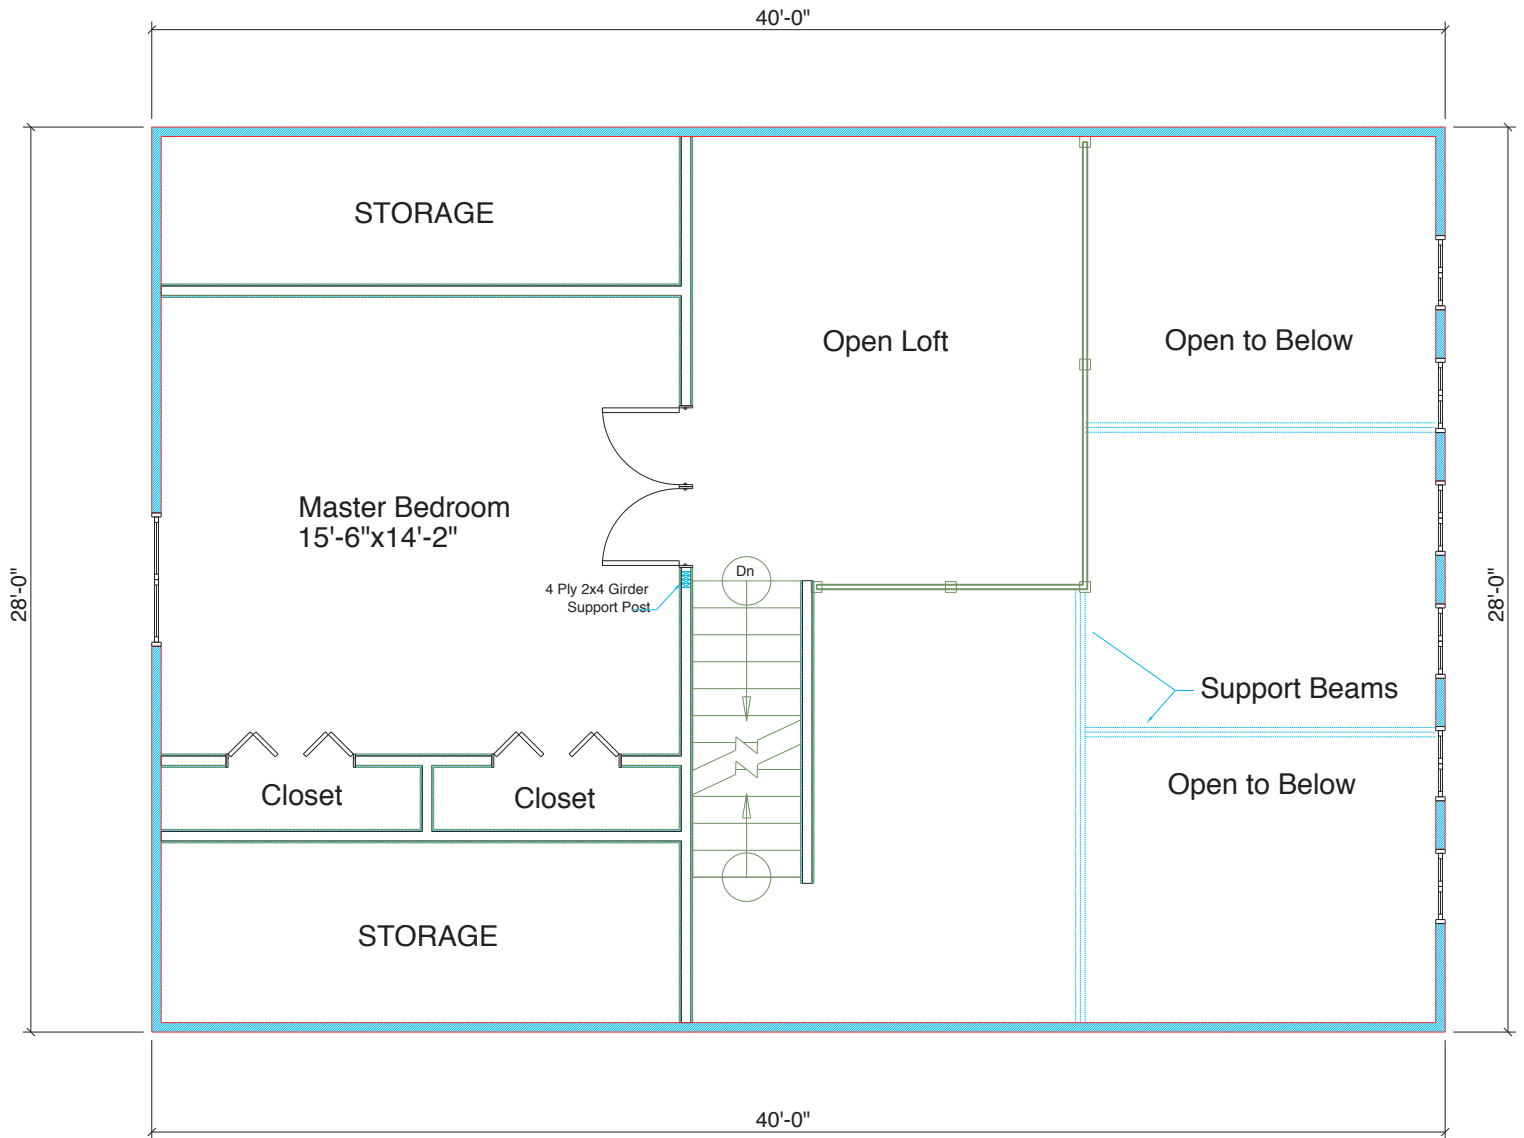 40'-0"
STORAGE
Open Loft
Open to Below
Master Bedroom
15'-6"x14'-2"
28'-0"
28'-0"
Dn
4 Ply 2x4 Girder
Support Post
Support Beams
Closet
Closet
Open to Below
STORAGE
40'-0"